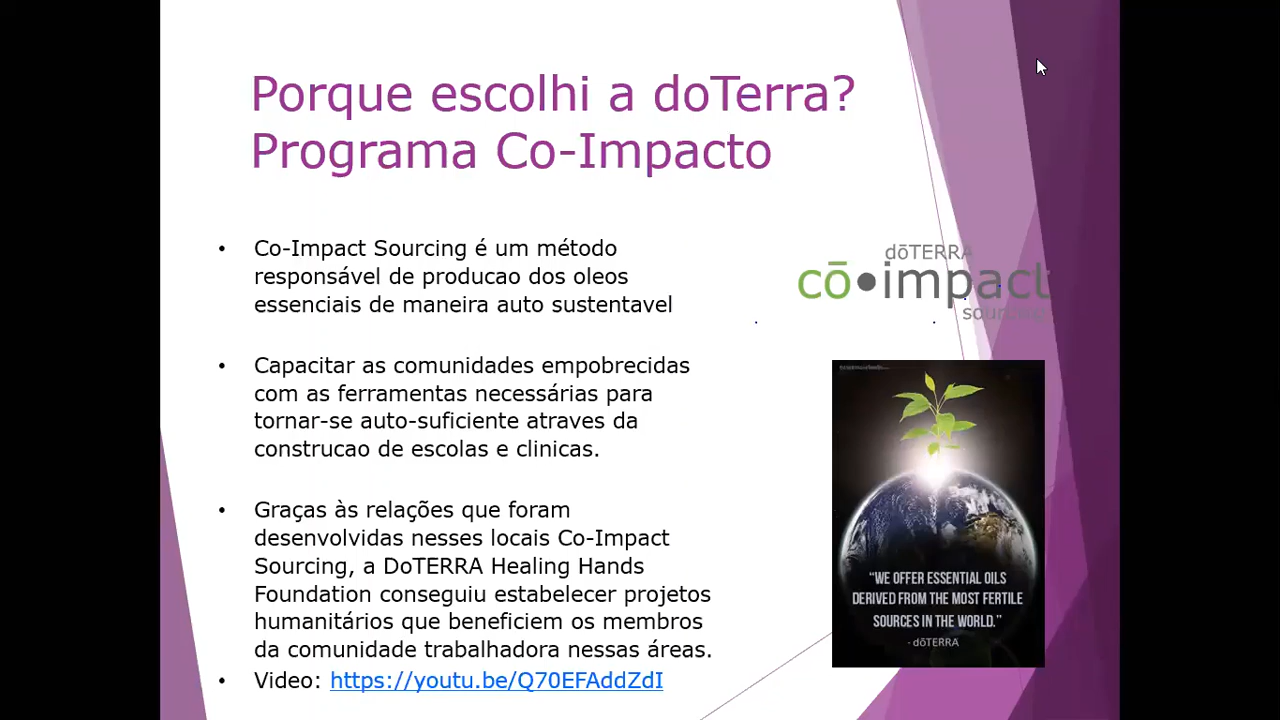 Porque escolhi a doTerra?
Programa Co-Impacto
• Co-Impact Sourcing é um método
responsável de producao dos oleos
essenciais de maneira auto sustentavel
• Capacitar as comunidades empobrecidas
com as ferramentas necessárias para
tornar-se auto-suficiente atraves da
construcao de escolas e clinicas.
• Graças às relações que foram
desenvolvidas nesses locais Co-Impact
Sourcing, a DoTERRA Healing Hands
Foundation conseguiu estabelecer projetos
humanitários que beneficiem os membros
da comunidade trabalhadora nessas áreas.
• Video: https://youtu.be/Q70EFAddZdI
dōTERRA
cō•impact
sourcing
“WE OFFER ESSENTIAL OILS
DERIVED FROM THE MOST FERTILE
SOURCES IN THE WORLD.”
- dōTERRA